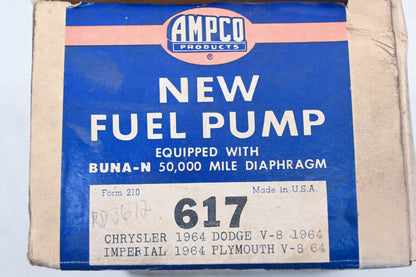 AMPCO
PRODUCTS
®
NEW
FUEL PUMP
EQUIPPED WITH
BUNA-N 50,000 MILE DIAPHRAGM
Form 210
Made in U.S.A.
617
CHRYSLER 1964 DODGE V-8 1964
IMPERIAL 1964 PLYMOUTH V-8 64